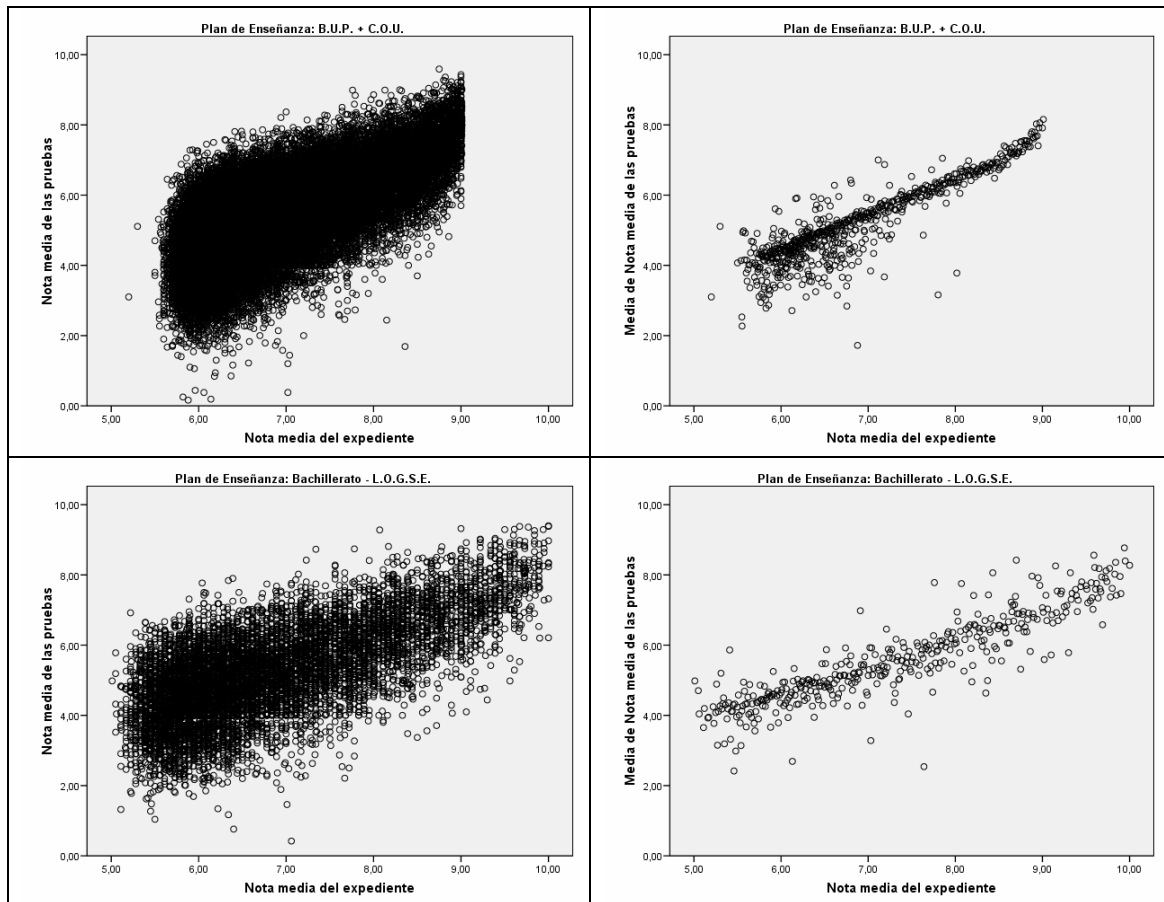 Plan de Enseñanza: B.U.P. + C.O.U.
10,00
8,00
6,00
4,00
2,00
0,00
Nota media de las pruebas
5,00 6,00 7,00 8,00 9,00 10,00
Nota media del expediente
Plan de Enseñanza: B.U.P. + C.O.U.
10,00
8,00
6,00
4,00
2,00
0,00
Media de Nota media de las pruebas
5,00 6,00 7,00 8,00 9,00 10,00
Nota media del expediente
Plan de Enseñanza: Bachillerato - L.O.G.S.E.
10,00
8,00
6,00
4,00
2,00
0,00
Nota media de las pruebas
5,00 6,00 7,00 8,00 9,00 10,00
Nota media del expediente
Plan de Enseñanza: Bachillerato - L.O.G.S.E.
10,00
8,00
6,00
4,00
2,00
0,00
Media de Nota media de las pruebas
5,00 6,00 7,00 8,00 9,00 10,00
Nota media del expediente